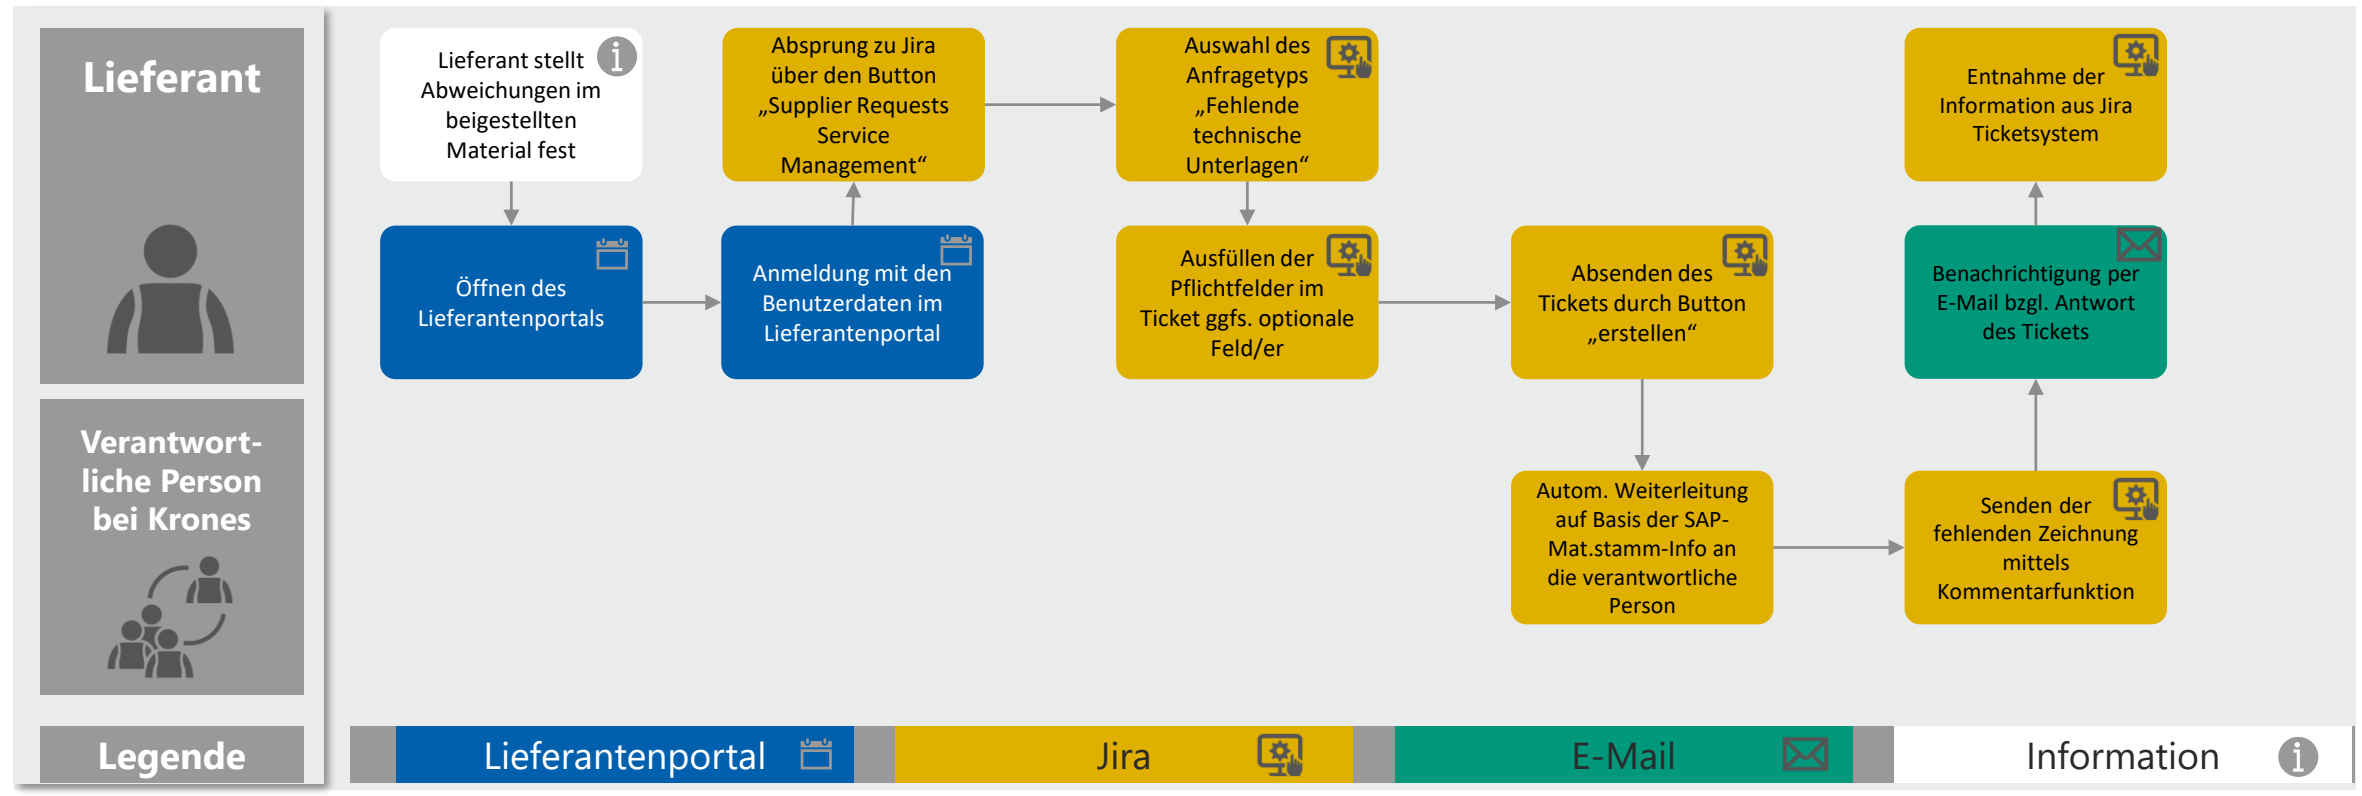 Lieferant
Lieferant stellt
Abweichungen im
beigestellten
Material fest
Absprung zu Jira
über den Button
„Supplier Requests
Service
Management“
Auswahl des
Anfragetyps
„Fehlende
technische
Unterlagen“
Entnahme der
Information aus Jira
Ticketsystem
Öffnen des
Lieferantenportals
Anmeldung mit den
Benutzerdaten im
Lieferantenportal
Ausfüllen der
Pflichtfelder im
Ticket ggfs. optionale
Feld/er
Absenden des
Tickets durch Button
„erstellen“
Benachrichtigung per
E-Mail bzgl. Antwort
des Tickets
Verantwort-
liche Person
bei Krones
Autom. Weiterleitung
auf Basis der SAP-
Mat.stamm-Info an
die verantwortliche
Person
Senden der
fehlenden Zeichnung
mittels
Kommentarfunktion
Legende
Lieferantenportal
Jira
E-Mail
Information